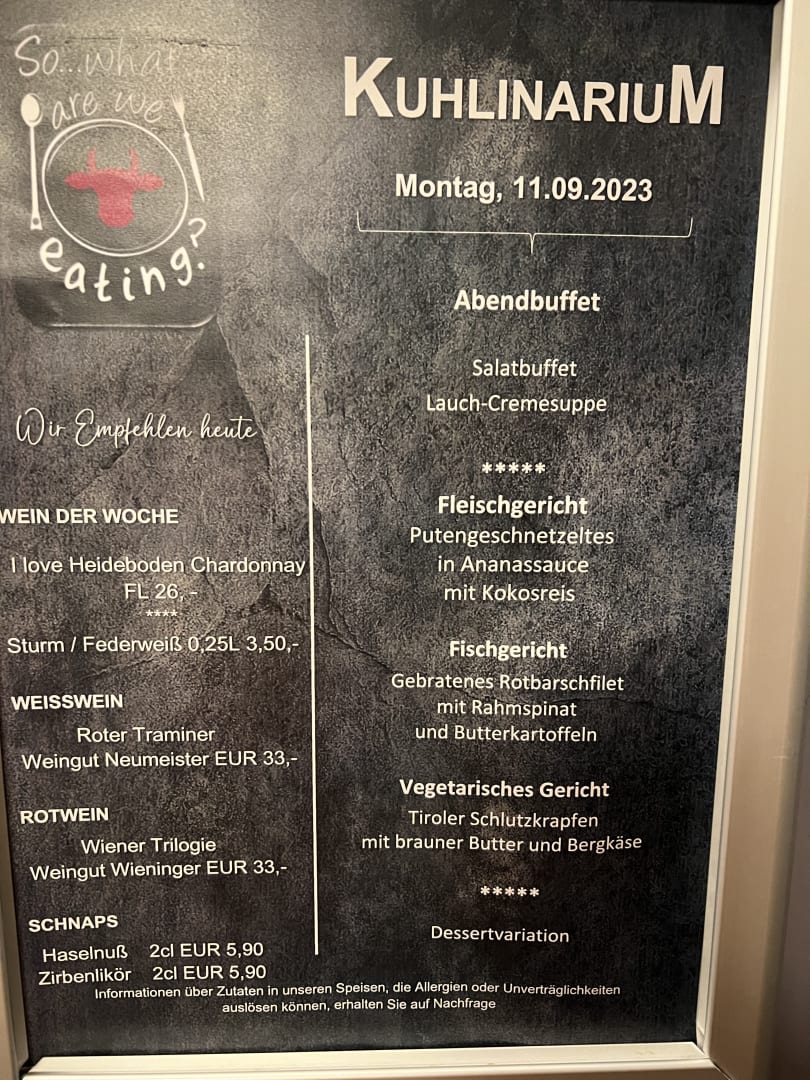 So...what
are we
eating?
Wir Empfehlen heute
WEIN DER WOCHE
I love Heideboden Chardonnay
FL 26, -
****
Sturm / Federweiß 0,25L 3,50,-
WEISSWEIN
Roter Traminer
Weingut Neumeister EUR 33,-
ROTWEIN
Wiener Trilogie
Weingut Wieninger EUR 33,-
SCHNAPS
Haselnuß 2cl EUR 5,90
Zirbenlikör 2cl EUR 5,90
KUHLINARIUM
Montag, 11.09.2023
Abendbuffet
Salatbuffet
Lauch-Cremesuppe
*****
Fleischgericht
Putengeschnetzeltes
in Ananassauce
mit Kokosreis
Fischgericht
Gebratenes Rotbarschfilet
mit Rahmspinat
und Butterkartoffeln
Vegetarisches Gericht
Tiroler Schlutzkrapfen
mit brauner Butter und Bergkäse
*****
Dessertvariation
Informationen über Zutaten in unseren Speisen, die Allergien oder Unverträglichkeiten
auslösen können, erhalten Sie auf Nachfrage